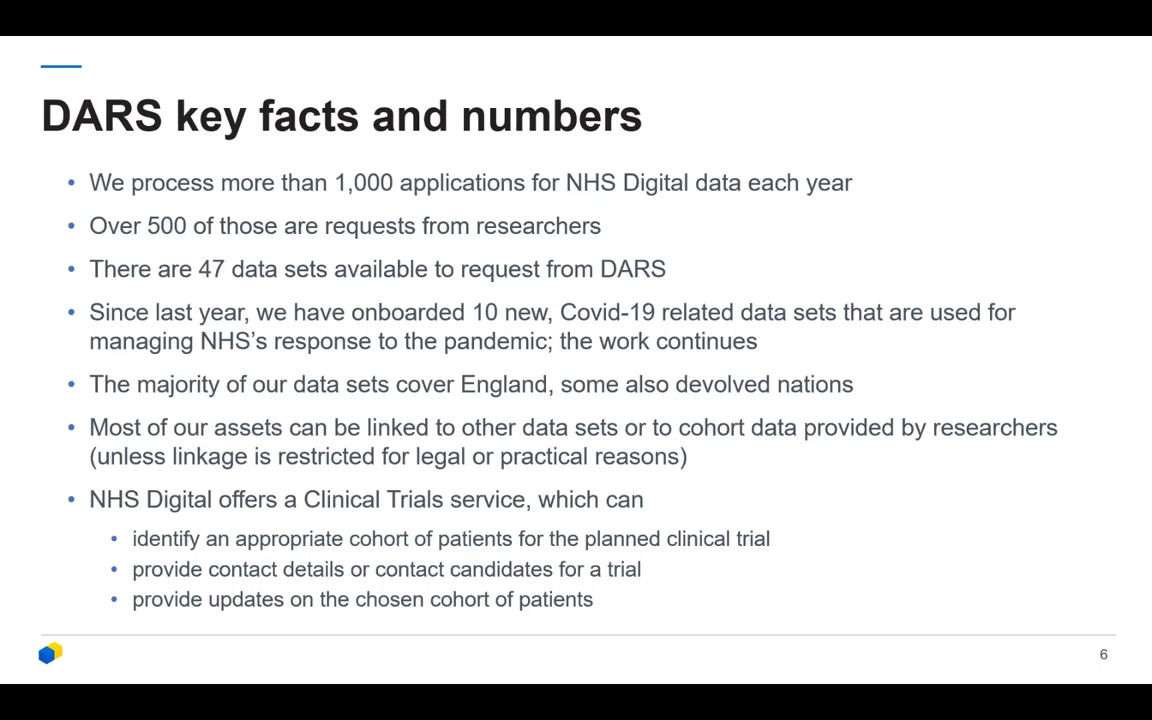 DARS key facts and numbers
• We process more than 1,000 applications for NHS Digital data each year
• Over 500 of those are requests from researchers
• There are 47 data sets available to request from DARS
• Since last year, we have onboarded 10 new, Covid-19 related data sets that are used for
managing NHS’s response to the pandemic; the work continues
• The majority of our data sets cover England, some also devolved nations
• Most of our assets can be linked to other data sets or to cohort data provided by researchers
(unless linkage is restricted for legal or practical reasons)
• NHS Digital offers a Clinical Trials service, which can
• identify an appropriate cohort of patients for the planned clinical trial
• provide contact details or contact candidates for a trial
• provide updates on the chosen cohort of patients
6